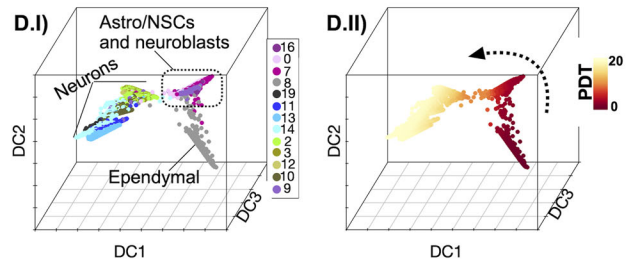 D.I)
Astro/NSCs
and neuroblasts
Neurons
Ependymal
DC2
DC1
DC3
16
0
7
8
19
11
13
14
2
3
12
10
9
D.II)
DC2
DC1
DC3
PDT
20
0